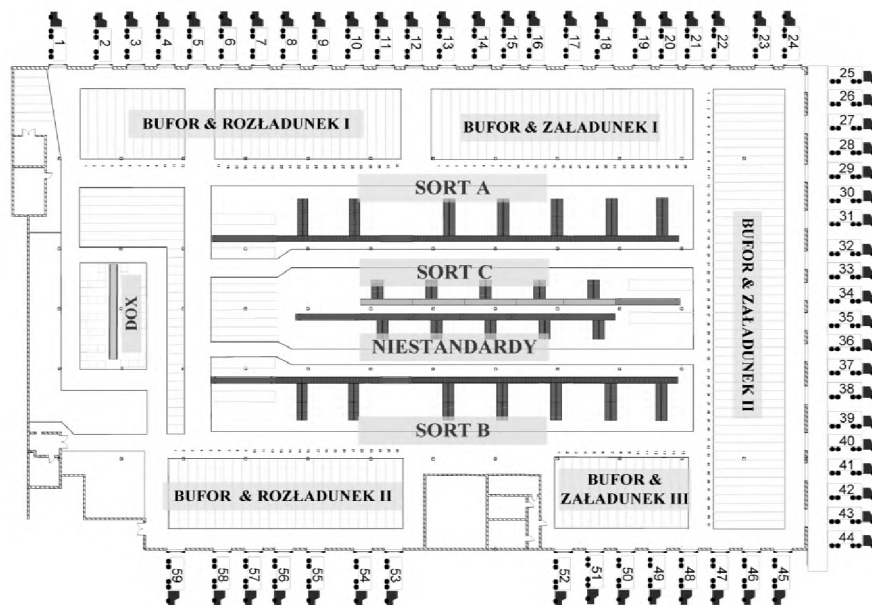 1 2 3 4 5 6 7 8 9 10 11 12 13 14 15 16 17 18 19 20 21 22 23 24
BUFOR & ROZŁADUNEK I
BUFOR & ZAŁADUNEK I
SORT A
SORT C
DOX
NIESTANDARDY
SORT B
BUFOR & ROZŁADUNEK II
BUFOR &
ZAŁADUNEK III
BUFOR & ZAŁADUNEK II
25
26
27
28
29
30
31
32
33
34
35
36
37
38
39
40
41
42
43
44
59 58 57 56 55 54 53 52 51 50 49 48 47 46 45